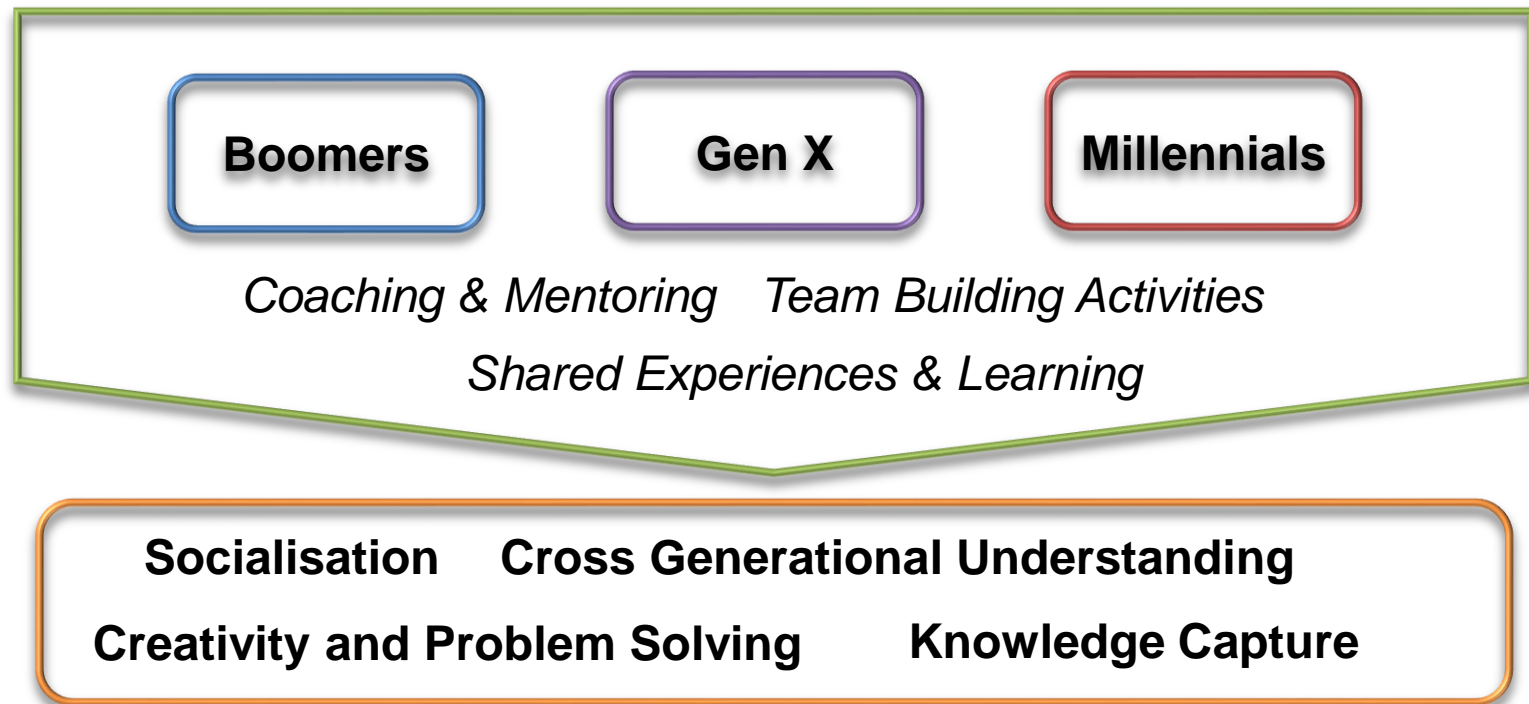 Boomers Gen X Millennials
Coaching & Mentoring Team Building Activities
Shared Experiences & Learning
Socialisation Cross Generational Understanding
Creativity and Problem Solving Knowledge Capture